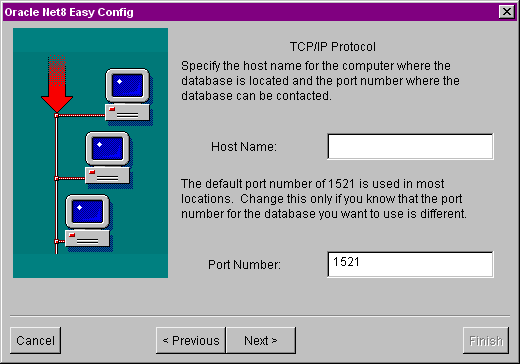 Oracle Net8 Easy Config
TCP/IP Protocol
Specify the host name for the computer where the
database is located and the port number where the
database can be contacted.
Host Name:
The default port number of 1521 is used in most
locations. Change this only if you know that the port
number for the database you want to use is different.
Port Number:
1521
Cancel
< Previous
Next >
Finish